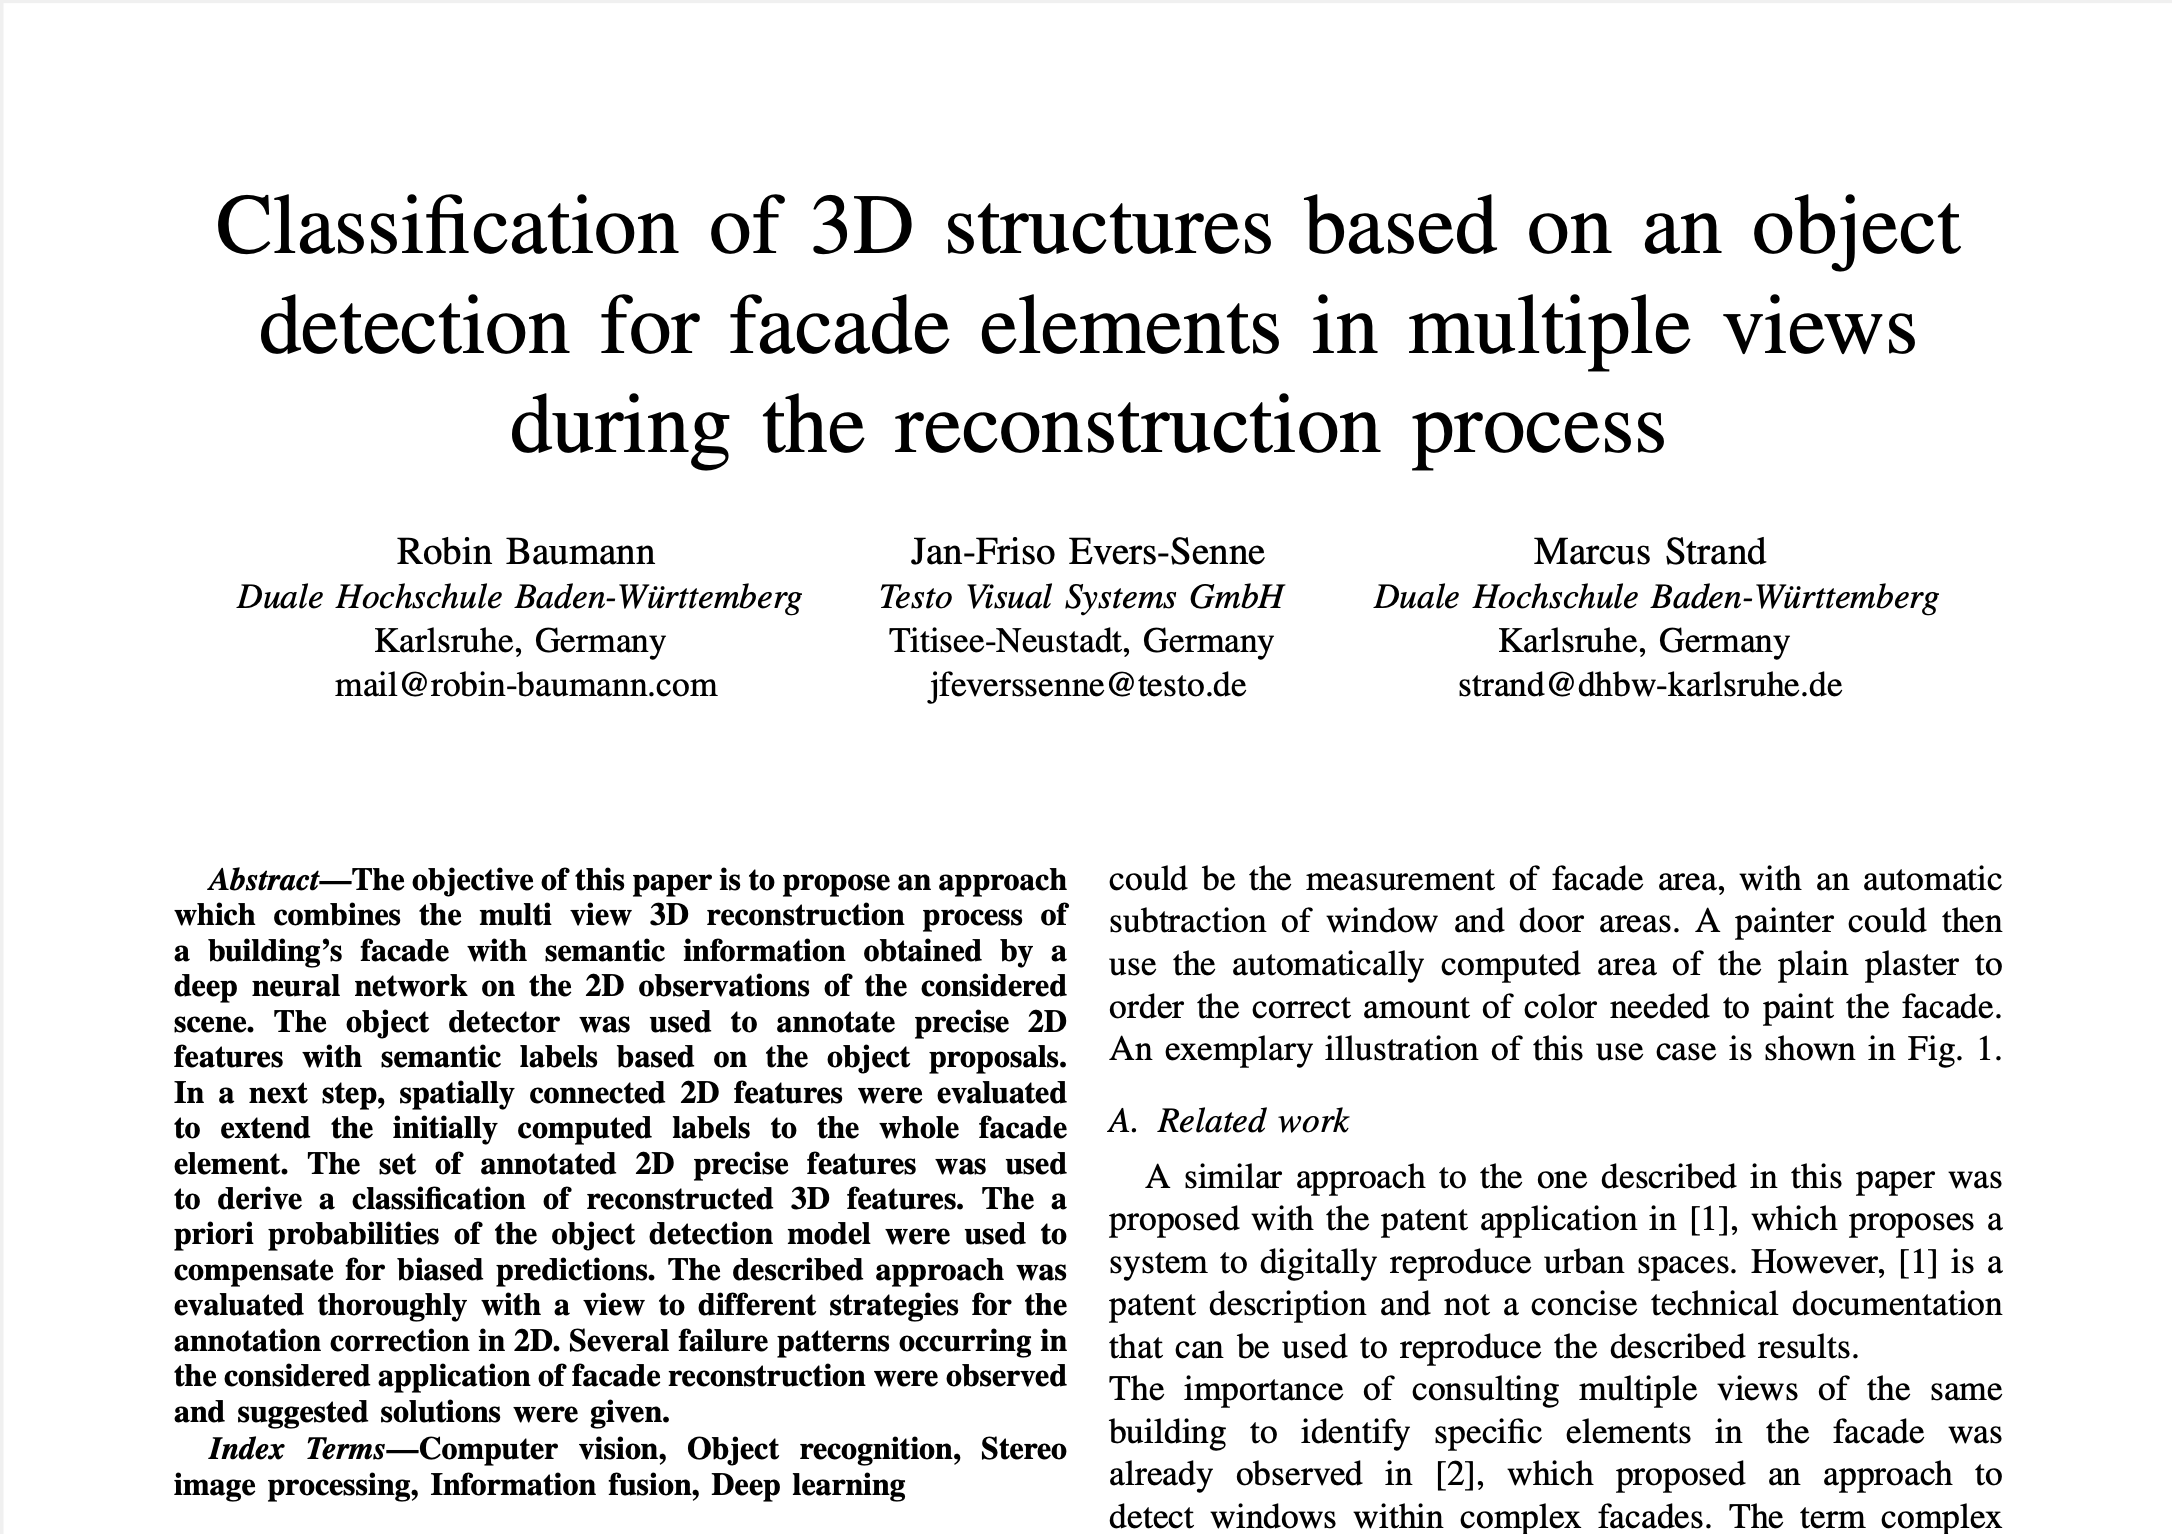 Classification of 3D structures based on an object
detection for facade elements in multiple views
during the reconstruction process
Robin Baumann
Duale Hochschule Baden-Württemberg
Karlsruhe, Germany
mail@robin-baumann.com
Jan-Friso Evers-Senne
Testo Visual Systems GmbH
Titisee-Neustadt, Germany
jfeverssenne@testo.de
Marcus Strand
Duale Hochschule Baden-Württemberg
Karlsruhe, Germany
strand@dhbw-karlsruhe.de
Abstract—The objective of this paper is to propose an approach
which combines the multi view 3D reconstruction process of
a building's facade with semantic information obtained by a
deep neural network on the 2D observations of the considered
scene. The object detector was used to annotate precise 2D
features with semantic labels based on the object proposals.
In a next step, spatially connected 2D features were evaluated
to extend the initially computed labels to the whole facade
element. The set of annotated 2D precise features was used
to derive a classification of reconstructed 3D features. The a
priori probabilities of the object detection model were used to
compensate for biased predictions. The described approach was
evaluated thoroughly with a view to different strategies for the
annotation correction in 2D. Several failure patterns occurring in
the considered application of facade reconstruction were observed
and suggested solutions were given.
Index Terms—Computer vision, Object recognition, Stereo
image processing, Information fusion, Deep learning
could be the measurement of facade area, with an automatic
subtraction of window and door areas. A painter could then
use the automatically computed area of the plain plaster to
order the correct amount of color needed to paint the facade.
An exemplary illustration of this use case is shown in Fig. 1.
A. Related work
A similar approach to the one described in this paper was
proposed with the patent application in [1], which proposes a
system to digitally reproduce urban spaces. However, [1] is a
patent description and not a concise technical documentation
that can be used to reproduce the described results.
The importance of consulting multiple views of the same
building to identify specific elements in the facade was
already observed in [2], which proposed an approach to
detect windows within complex facades. The term complex